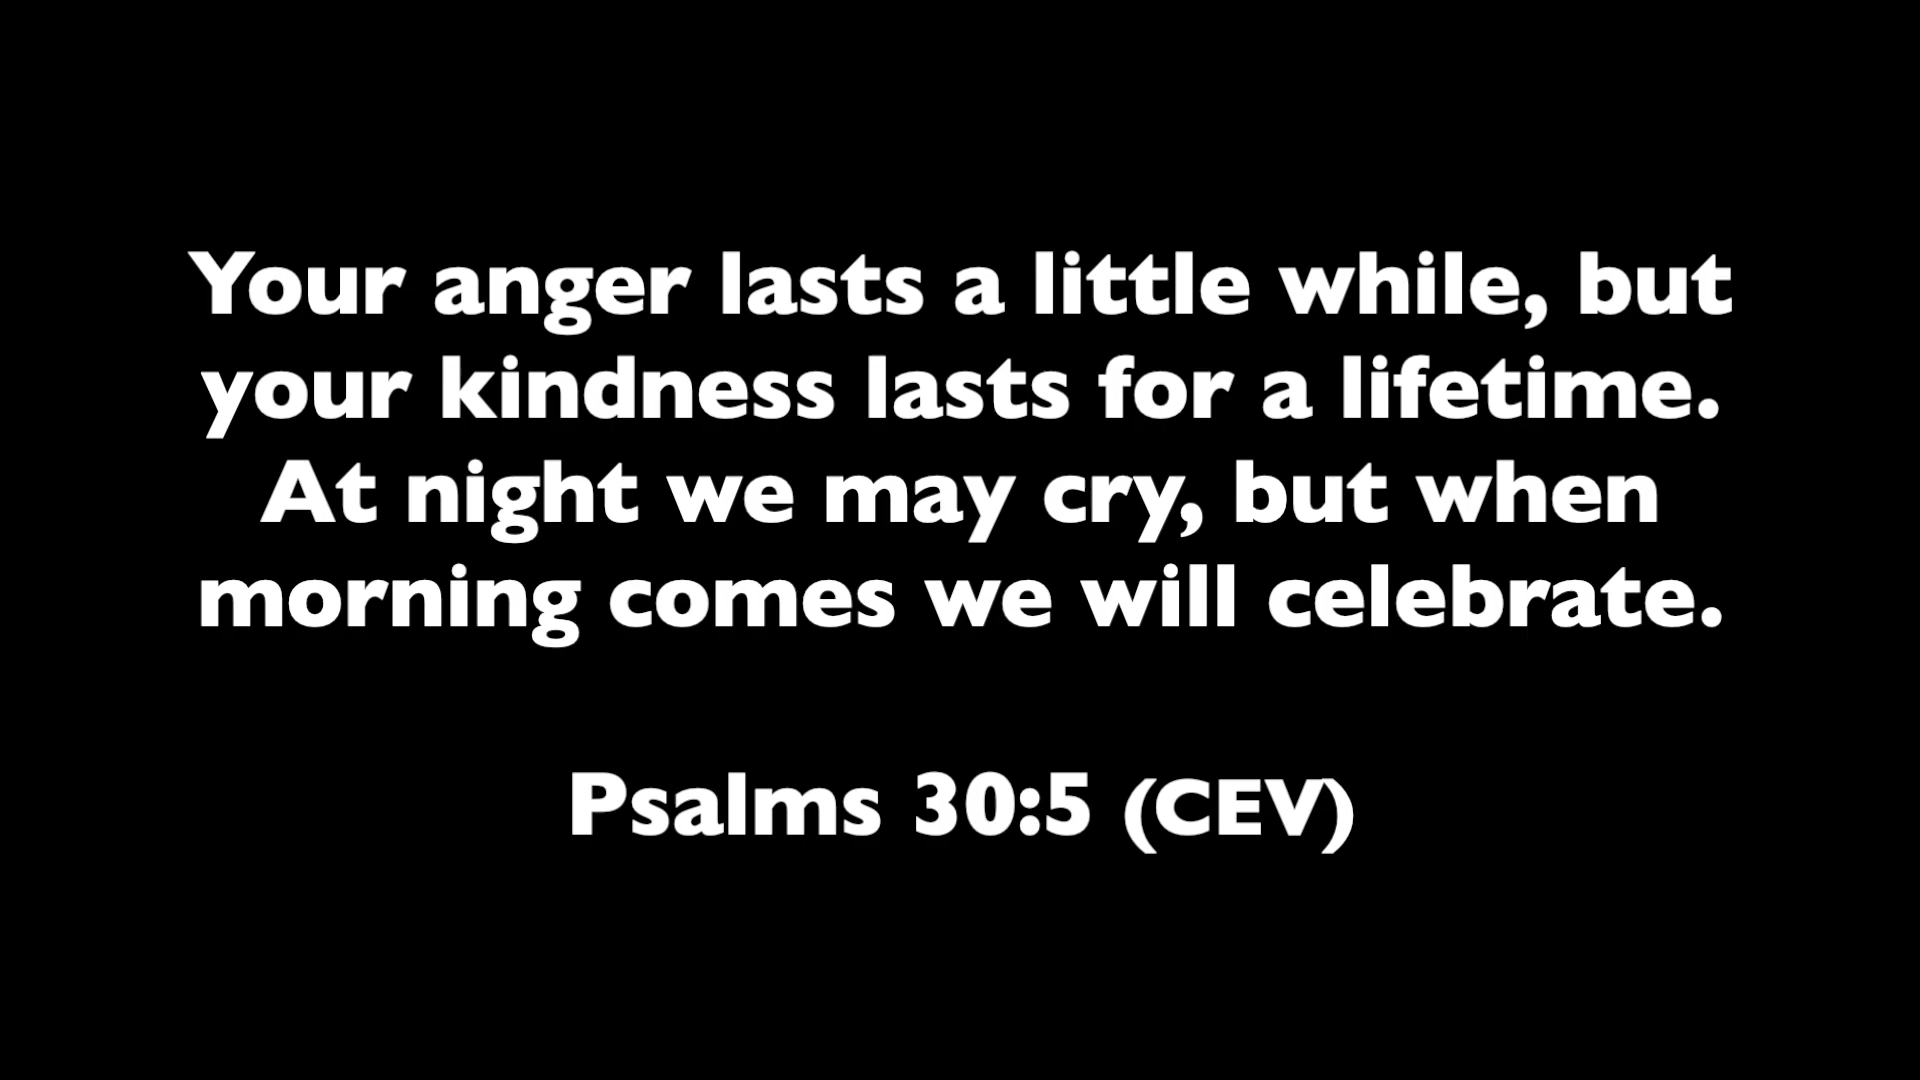 Your anger lasts a little while, but
your kindness lasts for a lifetime.
At night we may cry, but when
morning comes we will celebrate.
Psalms 30:5 (CEV)